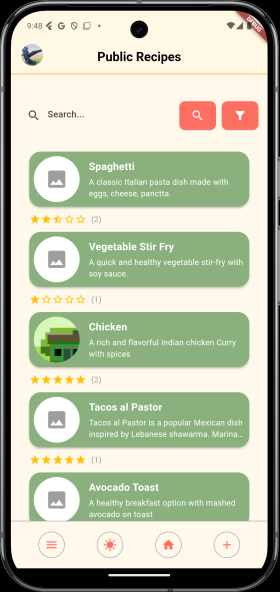 9:48
DEBUG
Public Recipes
Search...
Spaghetti
A classic Italian pasta dish made with
eggs, cheese, panctta.
(2)
Vegetable Stir Fry
A quick and healthy vegetable stir-fry with
soy sauce.
(1)
Chicken
A rich and flavorful Indian chicken Curry
with spices
(2)
Tacos al Pastor
Tacos al Pastor is a popular Mexican dish
inspired by Lebanese shawarma. Marina...
(1)
Avocado Toast
A healthy breakfast option with mashed
avocado on toast